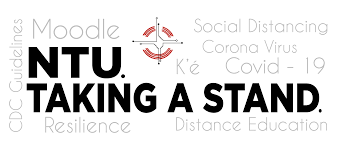 CDC Guidelines
Moodle
Social Distancing
Corona Virus
NTU.
K'é
Covid - 19
TAKING A STAND.
Resilience
Distance Education